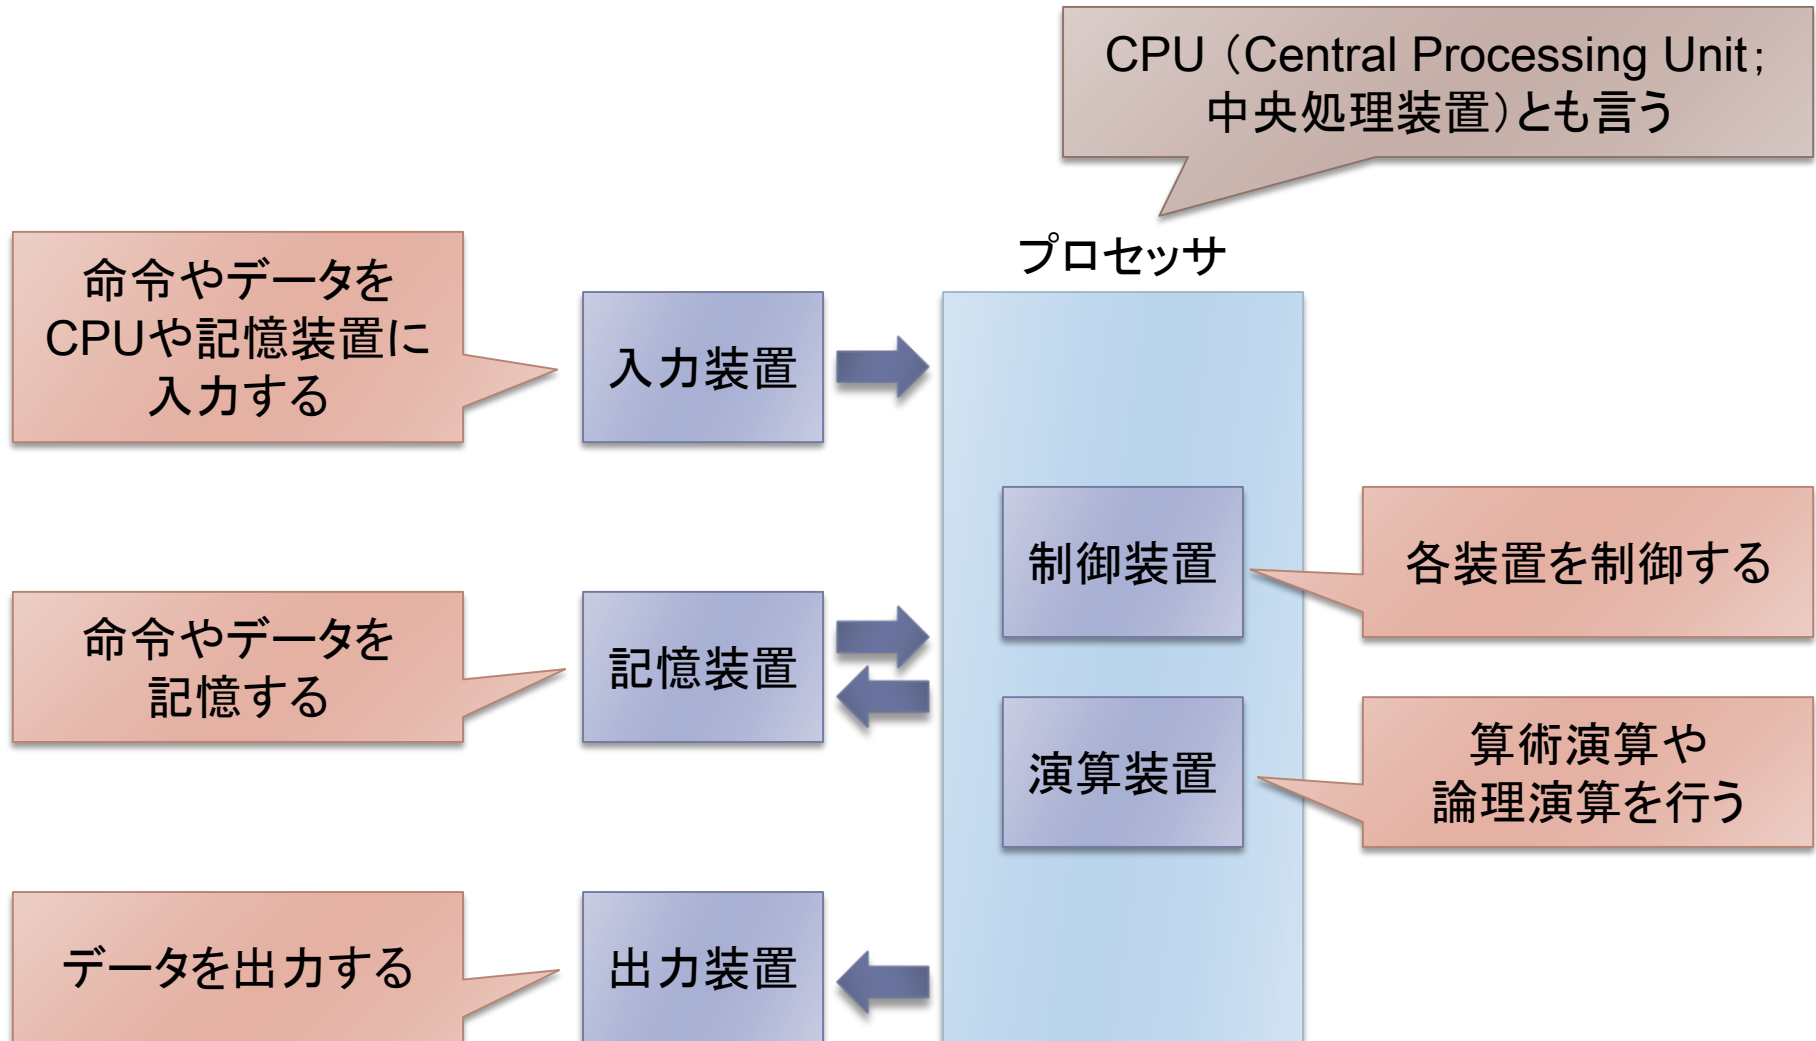 CPU（Central Processing Unit；
中央処理装置）とも言う
プロセッサ
命令やデータを
CPUや記憶装置に
入力する
入力装置
制御装置
各装置を制御する
命令やデータを
記憶する
記憶装置
演算装置
算術演算や
論理演算を行う
データを出力する
出力装置